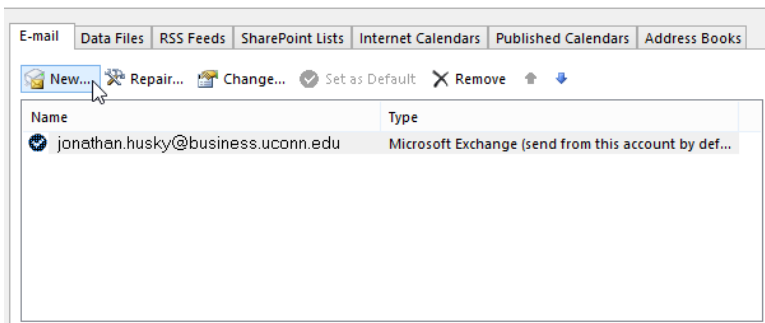 E-mail Data Files RSS Feeds SharePoint Lists Internet Calendars Published Calendars Address Books
New... Repair... Change... Set as Default Remove
Name Type
jonathan.husky@business.uconn.edu Microsoft Exchange (send from this account by def...